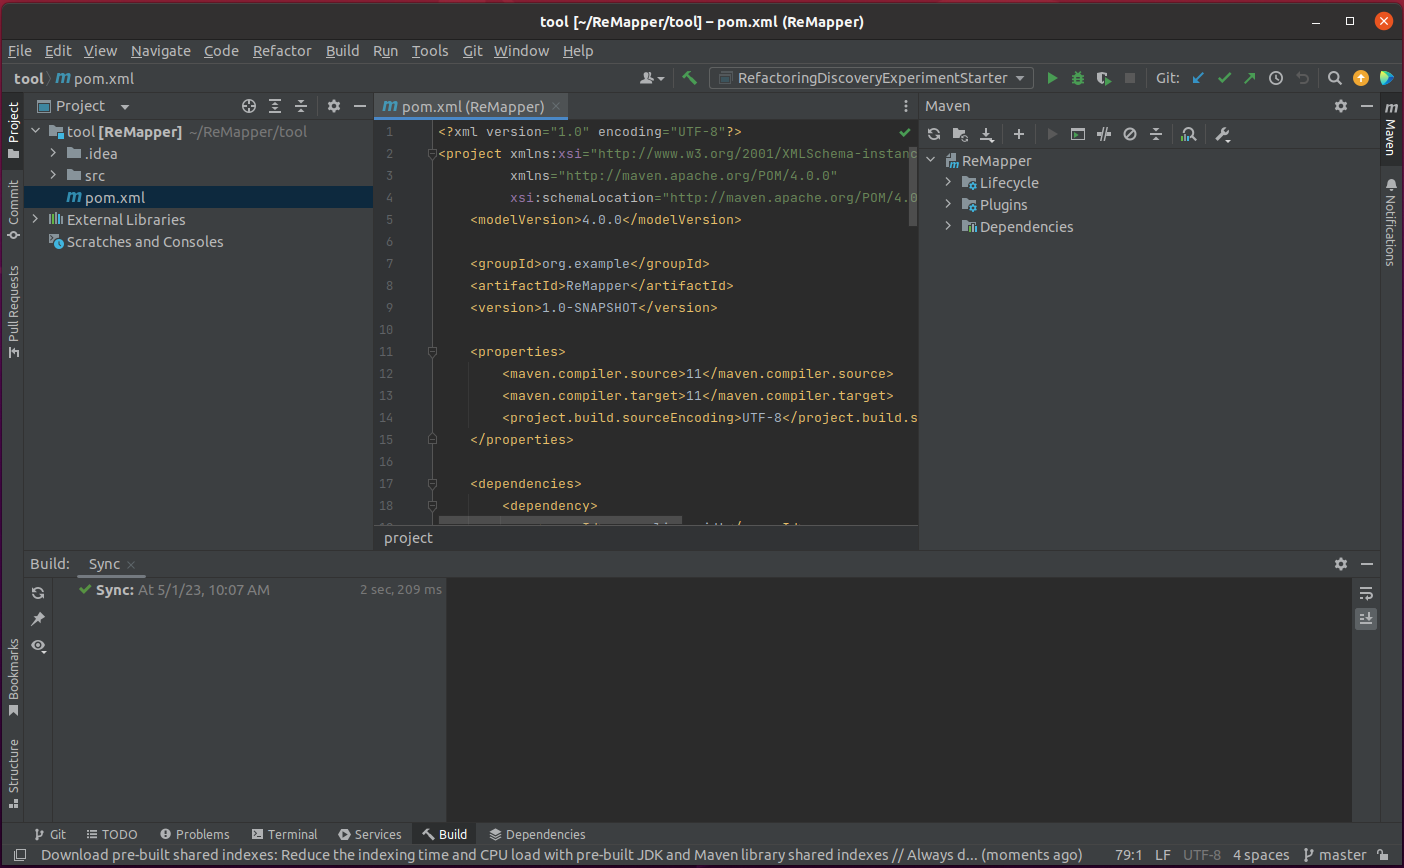 tool [~/ReMapper/tool] – pom.xml (ReMapper)
File Edit View Navigate Code Refactor Build Run Tools Git Window Help
tool m pom.xml RefactoringDiscoveryExperimentStarter Git:
Project
Commit
Pull Requests
Bookmarks
Structure
Project
tool [ReMapper] ~/ReMapper/tool
.idea
src
m pom.xml
External Libraries
Scratches and Consoles
m pom.xml (ReMapper)
1 <?xml version="1.0" encoding="UTF-8"?>
2 <project xmlns:xsi="http://www.w3.org/2001/XMLSchema-instanc
3 xmlns="http://maven.apache.org/POM/4.0.0"
4 xsi:schemaLocation="http://maven.apache.org/POM/4.0
5 <modelVersion>4.0.0</modelVersion>
6
7 <groupId>org.example</groupId>
8 <artifactId>ReMapper</artifactId>
9 <version>1.0-SNAPSHOT</version>
10
11 <properties>
12 <maven.compiler.source>11</maven.compiler.source>
13 <maven.compiler.target>11</maven.compiler.target>
14 <project.build.sourceEncoding>UTF-8</project.build.s
15 </properties>
16
17 <dependencies>
18 <dependency>
project
Maven
ReMapper
Lifecycle
Plugins
Dependencies
m Maven
Notifications
Build: Sync
Sync: At 5/1/23, 10:07 AM 2 sec, 209 ms
Git TODO Problems Terminal Services Build Dependencies
Download pre-built shared indexes: Reduce the indexing time and CPU load with pre-built JDK and Maven library shared indexes // Always d... (moments ago) 79:1 LF UTF-8 4 spaces master